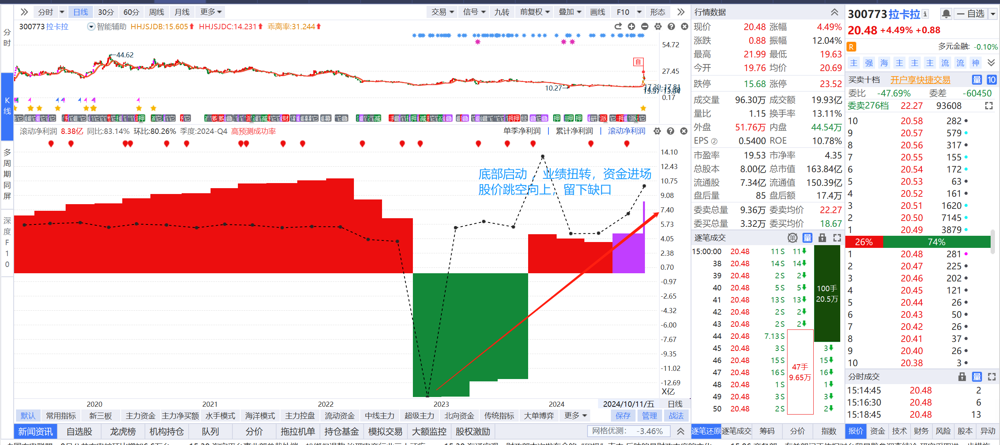 分时 日线 30分 60分 周线 月线 更多 交易 信号 九转 前复权 叠加 画线 F10 形态
300773 拉卡拉 智能辅助 HHJSJDB:15.605 HHJSJDC:14.231 乖离率:31.244
分时
K线
多周期同屏
深度F10
54.72
44.62
自
27.45
10.27
0.17
滚动净利润 8.38亿 同比:83.14% 环比:80.26% 季度:2024-Q4 高预测成功率
单季净利润 累计净利润 滚动净利润
14.10
12.43
10.75
9.08
7.40
5.73
4.05
2.38
0.70
-0.97
-2.65
-4.32
-6.00
-7.67
-9.35
-11.02
-12.69
X亿
底部启动，业绩扭转，资金进场
股价跳空向上，留下缺口
2020 2021 2022 2023 2024 2024/10/11/五 日线
默认 常用指标 新三板 主力资金 主力净买额 水手模式 海洋模式 主力控盘 流动资金 中线主力 超级主力 北向资金 传统指标 大单博弈 更多 保存 管理 战法
新闻资讯 自选股 龙虎榜 机构持仓 队列 分价 拖拉机单 持仓基金 模拟交易 大额监控 股权激励 网格优测: -3.46%
行情数据
现价 20.48 涨幅 4.49%
涨跌 0.88 振幅 12.04%
最高 21.99 最低 19.63
今开 19.76 均价 20.69
跌停 15.68 涨停 23.52
成交量 96.30万 成交额 19.93亿
量比 1.15 换手率 13.11%
外盘 51.76万 内盘 44.54万
EPS ② 0.5400 ROE 10.78%
市盈率 19.53 市净率 4.35
总股本 8.00亿 总市值 163.84亿
流通股 7.34亿 流通值 150.39亿
盘后量 85 盘后额 17.4万
委卖总量 9.36万 委卖均价 22.27
委买总量 3.32万 委买均价 18.67
逐笔成交 单 量
15:00:00 20.48 11 S 11
38 20.48 14 S 14
39 20.48 2 S 2
40 20.48 5 S 5
41 20.48 13 S 13
42 20.48 2 S 2
43 20.48 2 S 2
44 20.48 7.13 S
45 20.48 3 S 3
46 20.48 15 S 15
47 20.48 16 S 16
48 20.48 1 S 1
49 20.48 3 S 3
50 20.48 2 S 2
100手
20.5万
47手
9.65万
逐笔还原 逐笔成交 筹码 分价 指数
300773 拉卡拉 自选
20.48 +4.49% +0.88
R 多元金融: -0.10%
主 强 海 主 主 主 流 流 神
买卖十档 开户享快捷交易 量 10
委比 -47.69% 委差 -60450
委卖276档 22.27 93608
10 20.58 282
9 20.57 579
8 20.56 317
7 20.55 155
6 20.54 172
5 20.53 63
4 20.52 161
3 20.51 1620
2 20.50 7145
1 20.49 3879
26% 74%
1 20.48 281
2 20.47 225
3 20.46 202
4 20.45 121
5 20.44 26
6 20.43 50
7 20.42 26
8 20.41 37
9 20.40 26
10 20.38 3
分时成交 量
15:14:45 20.48 2
15:16:30 20.48 6
15:18:45 20.48 13
报价 资金 技术 财务 风险 股本 异动